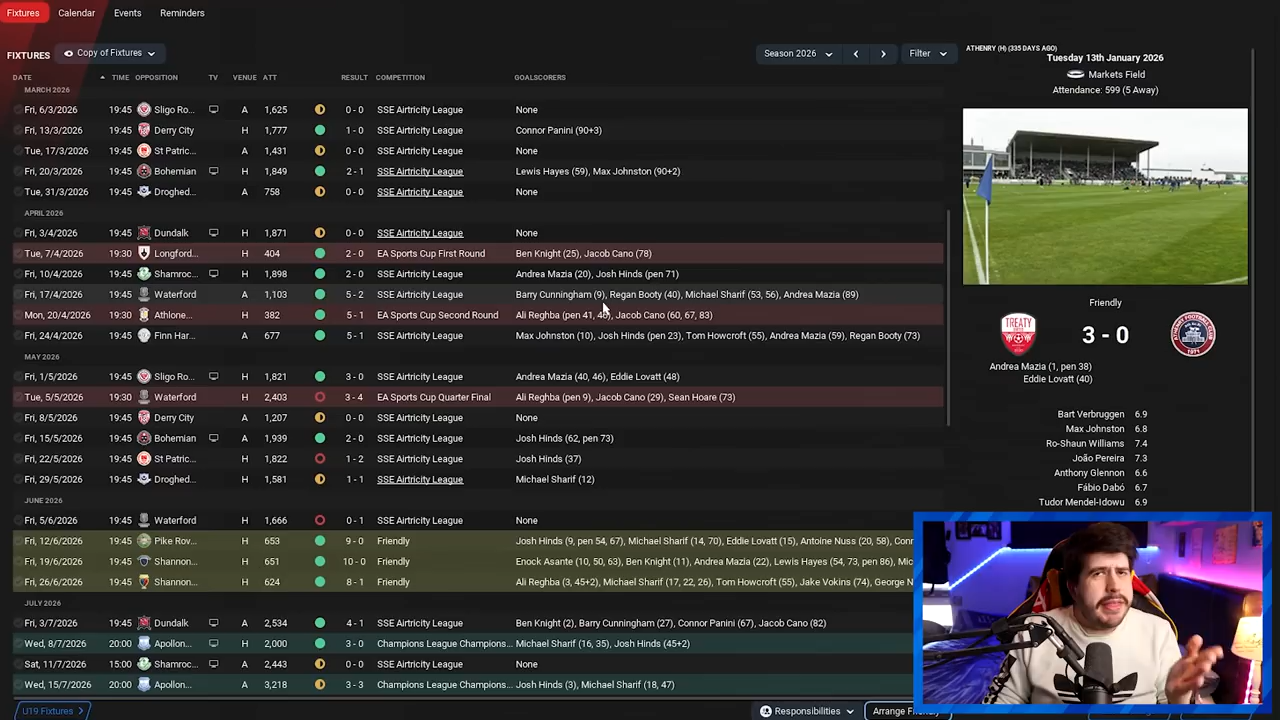 Fixtures Calendar Events Reminders
FIXTURES Copy of Fixtures Season 2026 Filter
DATE TIME OPPOSITION TV VENUE ATT RESULT COMPETITION GOALSCORERS
MARCH 2026
Fri, 6/3/2026 19:45 Sligo Ro... A 1,625 0 - 0 SSE Airtricity League None
Fri, 13/3/2026 19:45 Derry City H 1,777 1 - 0 SSE Airtricity League Connor Panini (90+3)
Tue, 17/3/2026 19:45 St Patric... A 1,431 0 - 0 SSE Airtricity League None
Fri, 20/3/2026 19:45 Bohemian H 1,849 2 - 1 SSE Airtricity League Lewis Hayes (59), Max Johnston (90+2)
Tue, 31/3/2026 19:45 Droghed... A 758 0 - 0 SSE Airtricity League None
APRIL 2026
Fri, 3/4/2026 19:45 Dundalk H 1,871 0 - 0 SSE Airtricity League None
Tue, 7/4/2026 19:30 Longford... H 404 2 - 0 EA Sports Cup First Round Ben Knight (25), Jacob Cano (78)
Fri, 10/4/2026 19:45 Shamroc... H 1,898 2 - 0 SSE Airtricity League Andrea Mazia (20), Josh Hinds (pen 71)
Fri, 17/4/2026 19:45 Waterford A 1,103 5 - 2 SSE Airtricity League Barry Cunningham (9), Regan Booty (40), Michael Sharif (53, 56), Andrea Mazia (89)
Mon, 20/4/2026 19:30 Athlone... H 382 5 - 1 EA Sports Cup Second Round Ali Reghba (pen 41, 4), Jacob Cano (60, 67, 83)
Fri, 24/4/2026 19:45 Finn Har... A 677 5 - 1 SSE Airtricity League Max Johnston (10), Josh Hinds (pen 23), Tom Howcroft (55), Andrea Mazia (59), Regan Booty (73)
MAY 2026
Fri, 1/5/2026 19:45 Sligo Ro... H 1,821 3 - 0 SSE Airtricity League Andrea Mazia (40, 46), Eddie Lovatt (48)
Tue, 5/5/2026 19:30 Waterford H 2,403 3 - 4 EA Sports Cup Quarter Final Ali Reghba (pen 9), Jacob Cano (29), Sean Hoare (73)
Fri, 8/5/2026 19:45 Derry City A 1,207 0 - 0 SSE Airtricity League None
Fri, 15/5/2026 19:45 Bohemian A 1,939 2 - 0 SSE Airtricity League Josh Hinds (62, pen 73)
Fri, 22/5/2026 19:45 St Patric... H 1,822 1 - 2 SSE Airtricity League Josh Hinds (37)
Fri, 29/5/2026 19:45 Droghed... H 1,581 1 - 1 SSE Airtricity League Michael Sharif (12)
JUNE 2026
Fri, 5/6/2026 19:45 Waterford H 1,666 0 - 1 SSE Airtricity League None
Fri, 12/6/2026 19:45 Pike Rov... H 653 9 - 0 Friendly Josh Hinds (9, pen 54, 67), Michael Sharif (14, 70), Eddie Lovatt (15), Antoine Nuss (20, 58), Conr
Fri, 19/6/2026 19:45 Shannon... H 651 10 - 0 Friendly Enock Asante (10, 50, 63), Ben Knight (11), Andrea Mazia (22), Lewis Hayes (54, 73, pen 86), Mic
Fri, 26/6/2026 19:45 Shannon... H 624 8 - 1 Friendly Ali Reghba (3, 45+2), Michael Sharif (17, 22, 26), Tom Howcroft (55), Jake Vokins (74), George N
JULY 2026
Fri, 3/7/2026 19:45 Dundalk H 2,534 4 - 1 SSE Airtricity League Ben Knight (2), Barry Cunningham (27), Connor Panini (67), Jacob Cano (82)
Wed, 8/7/2026 20:00 Apollon... H 2,000 3 - 0 Champions League Champions... Michael Sharif (16, 35), Josh Hinds (45+2)
Sat, 11/7/2026 15:00 Shamroc... A 2,443 0 - 0 SSE Airtricity League None
Wed, 15/7/2026 20:00 Apollon... A 3,218 3 - 3 Champions League Champions... Josh Hinds (3), Michael Sharif (18, 47)
U19 Fixtures Responsibilities Arrange Friendly
ATHENRY (H) (335 DAYS AGO)
Tuesday 13th January 2026
Markets Field
Attendance: 599 (5 Away)
Friendly
TREATY UNITED
3 - 0
1971
Andrea Mazia (1, pen 38)
Eddie Lovatt (40)
Bart Verbruggen 6.9
Max Johnston 6.8
Ro-Shaun Williams 7.4
João Pereira 7.3
Anthony Glennon 6.6
Fábio Dabó 6.7
Tudor Mendel-Idowu 6.9